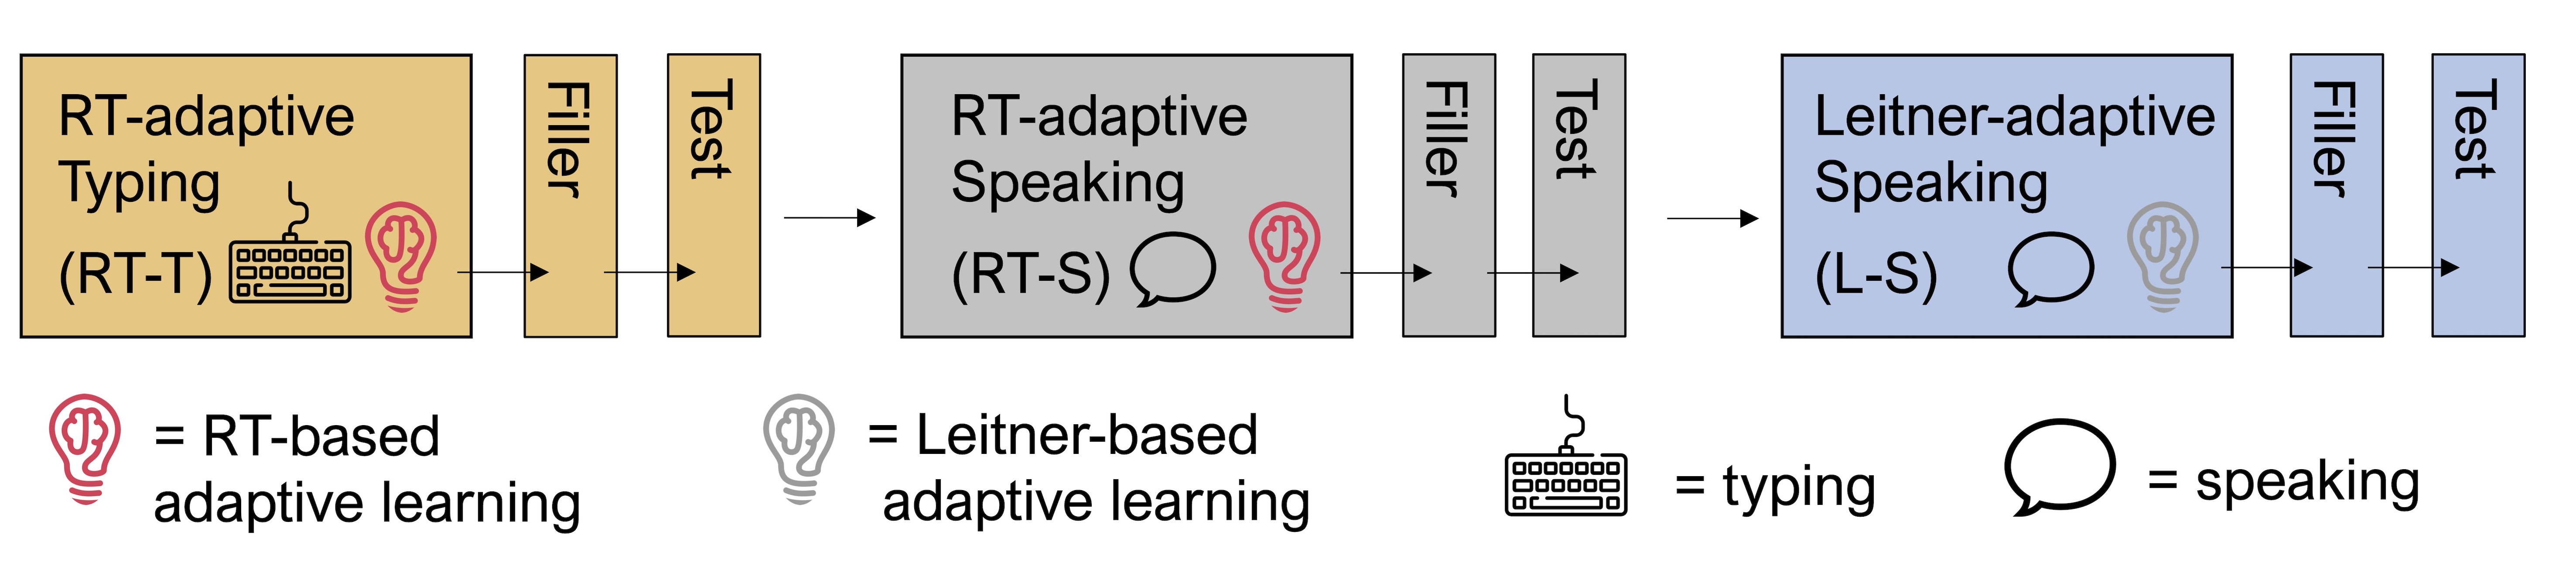 RT-adaptive
Typing
(RT-T)
Filler
Test
RT-adaptive
Speaking
(RT-S)
Filler
Test
Leitner-adaptive
Speaking
(L-S)
Filler
Test
= RT-based
adaptive learning
= Leitner-based
adaptive learning
= typing
= speaking